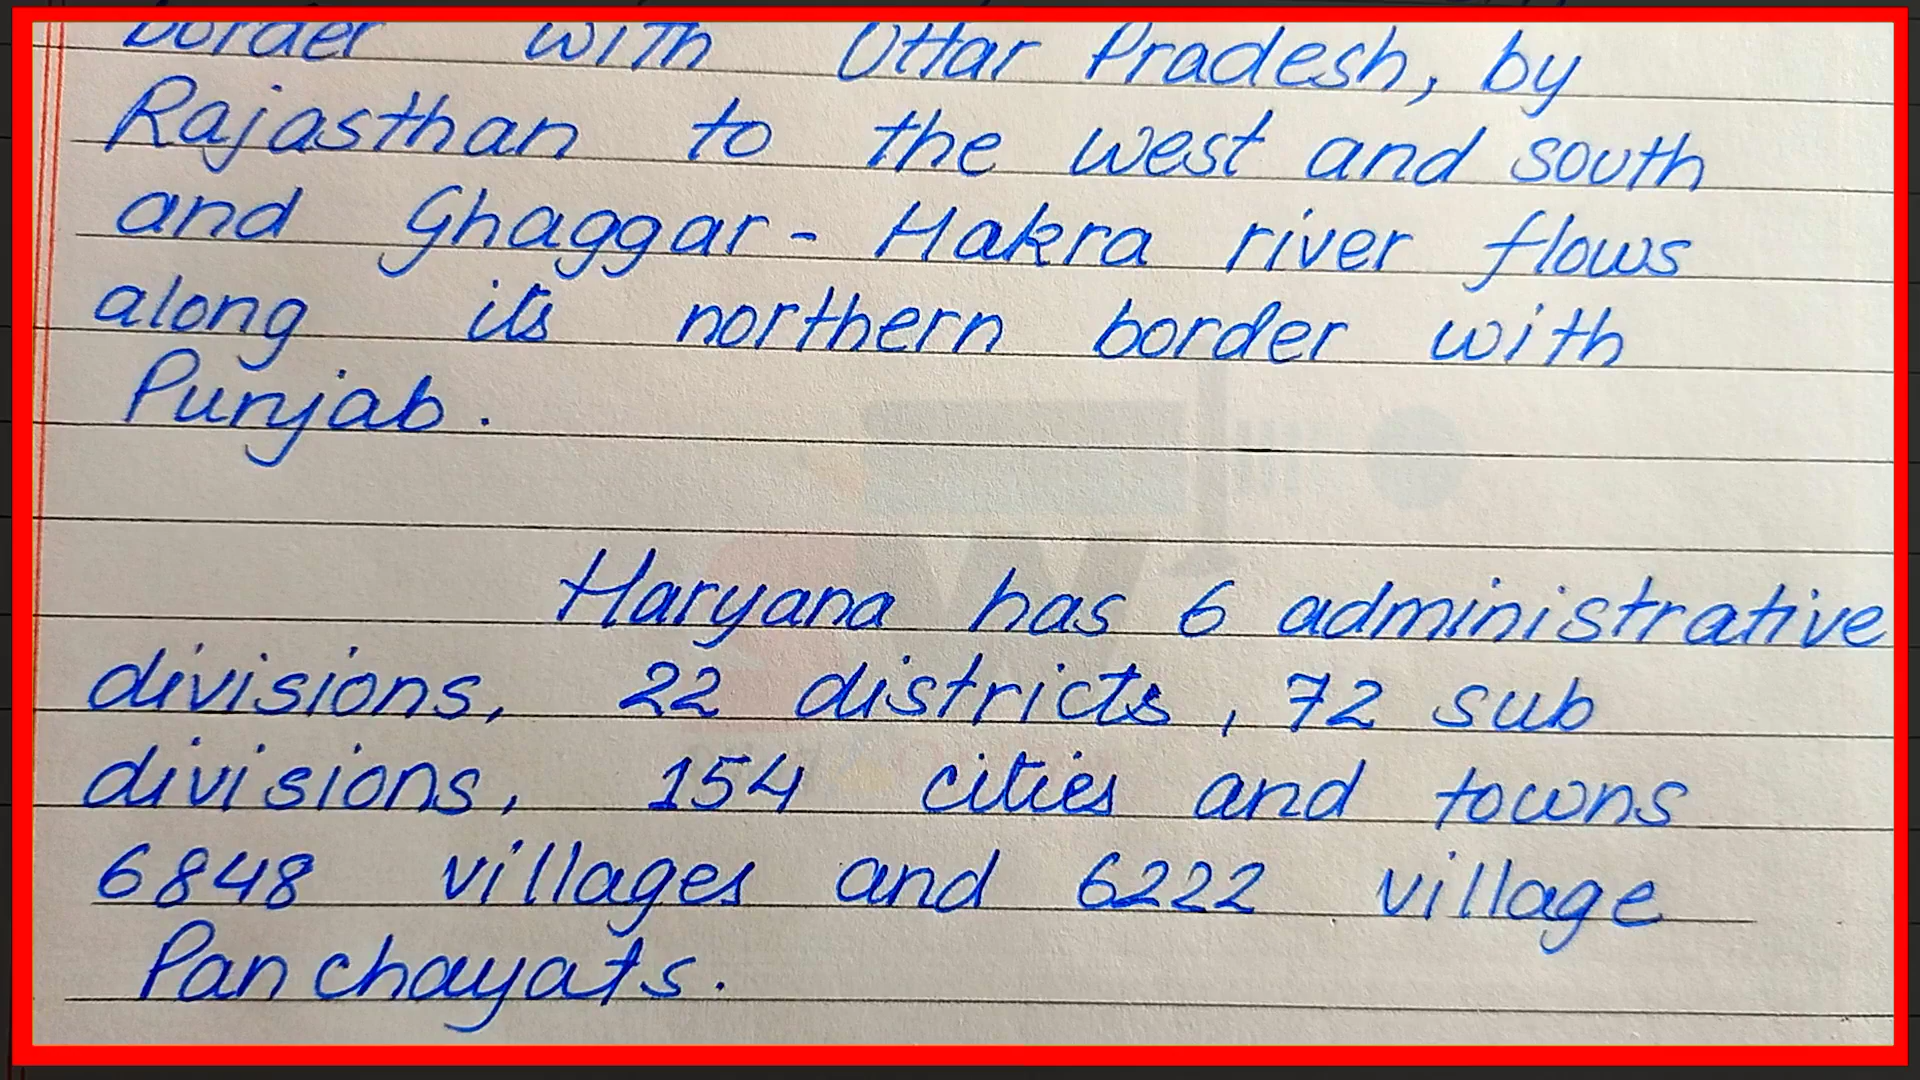 border with Uttar Pradesh, by
Rajasthan to the west and south
and Ghaggar - Hakra river flows
along its northern border with
Punjab.
Haryana has 6 administrative
divisions, 22 districts, 72 sub
divisions, 154 cities and towns
6848 villages and 6222 village
Panchayats.